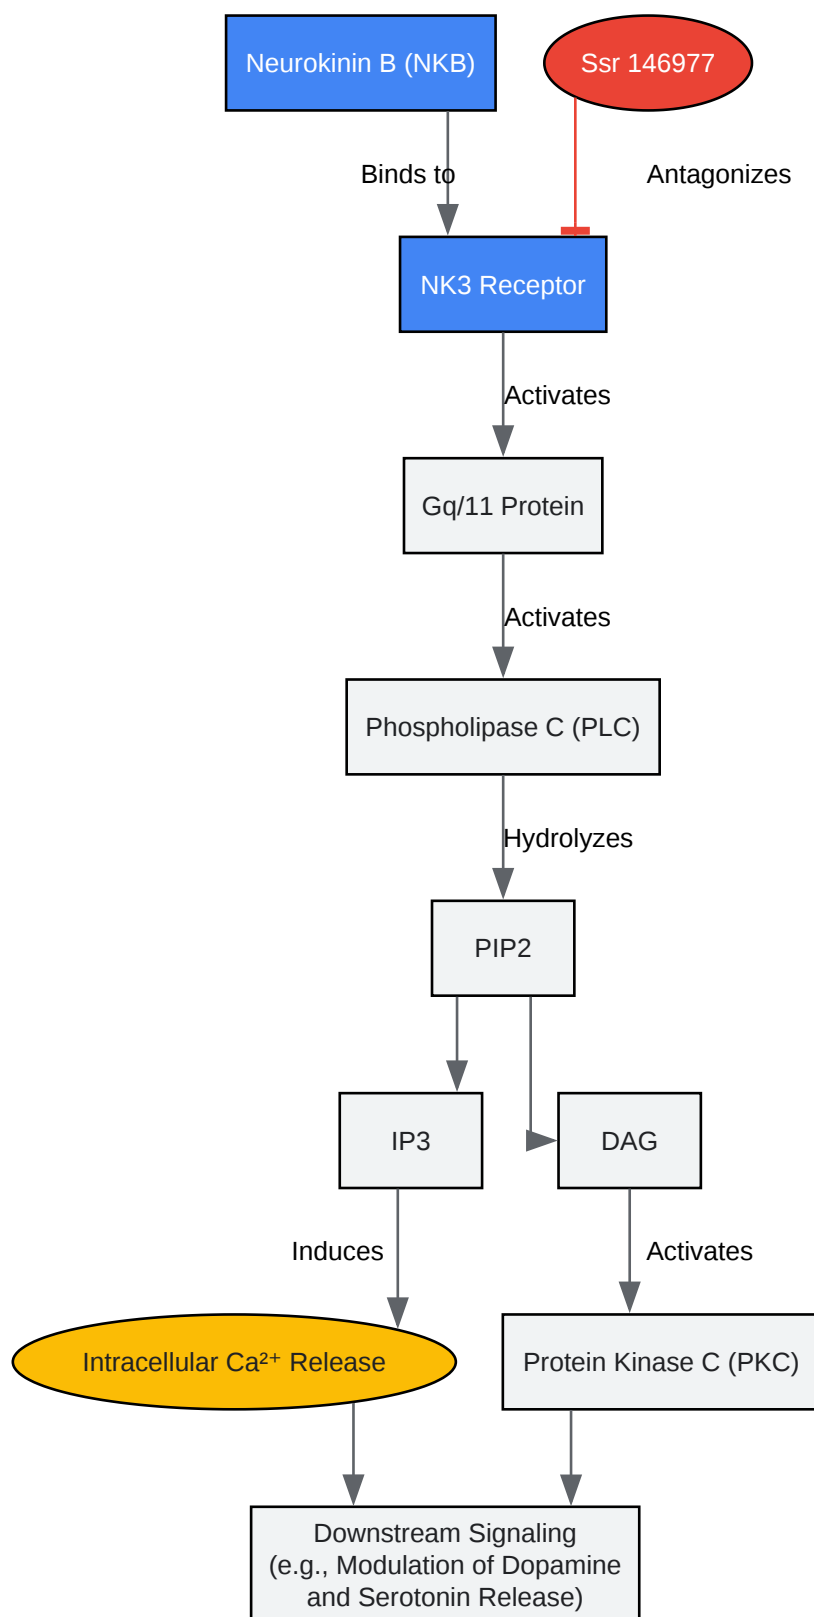 Neurokinin B (NKB)
Ssr 146977
Binds to
Antagonizes
NK3 Receptor
Activates
Gq/11 Protein
Activates
Phospholipase C (PLC)
Hydrolyzes
PIP2
IP3
DAG
Induces
Activates
Intracellular Ca²⁺ Release
Protein Kinase C (PKC)
Downstream Signaling
(e.g., Modulation of Dopamine
and Serotonin Release)